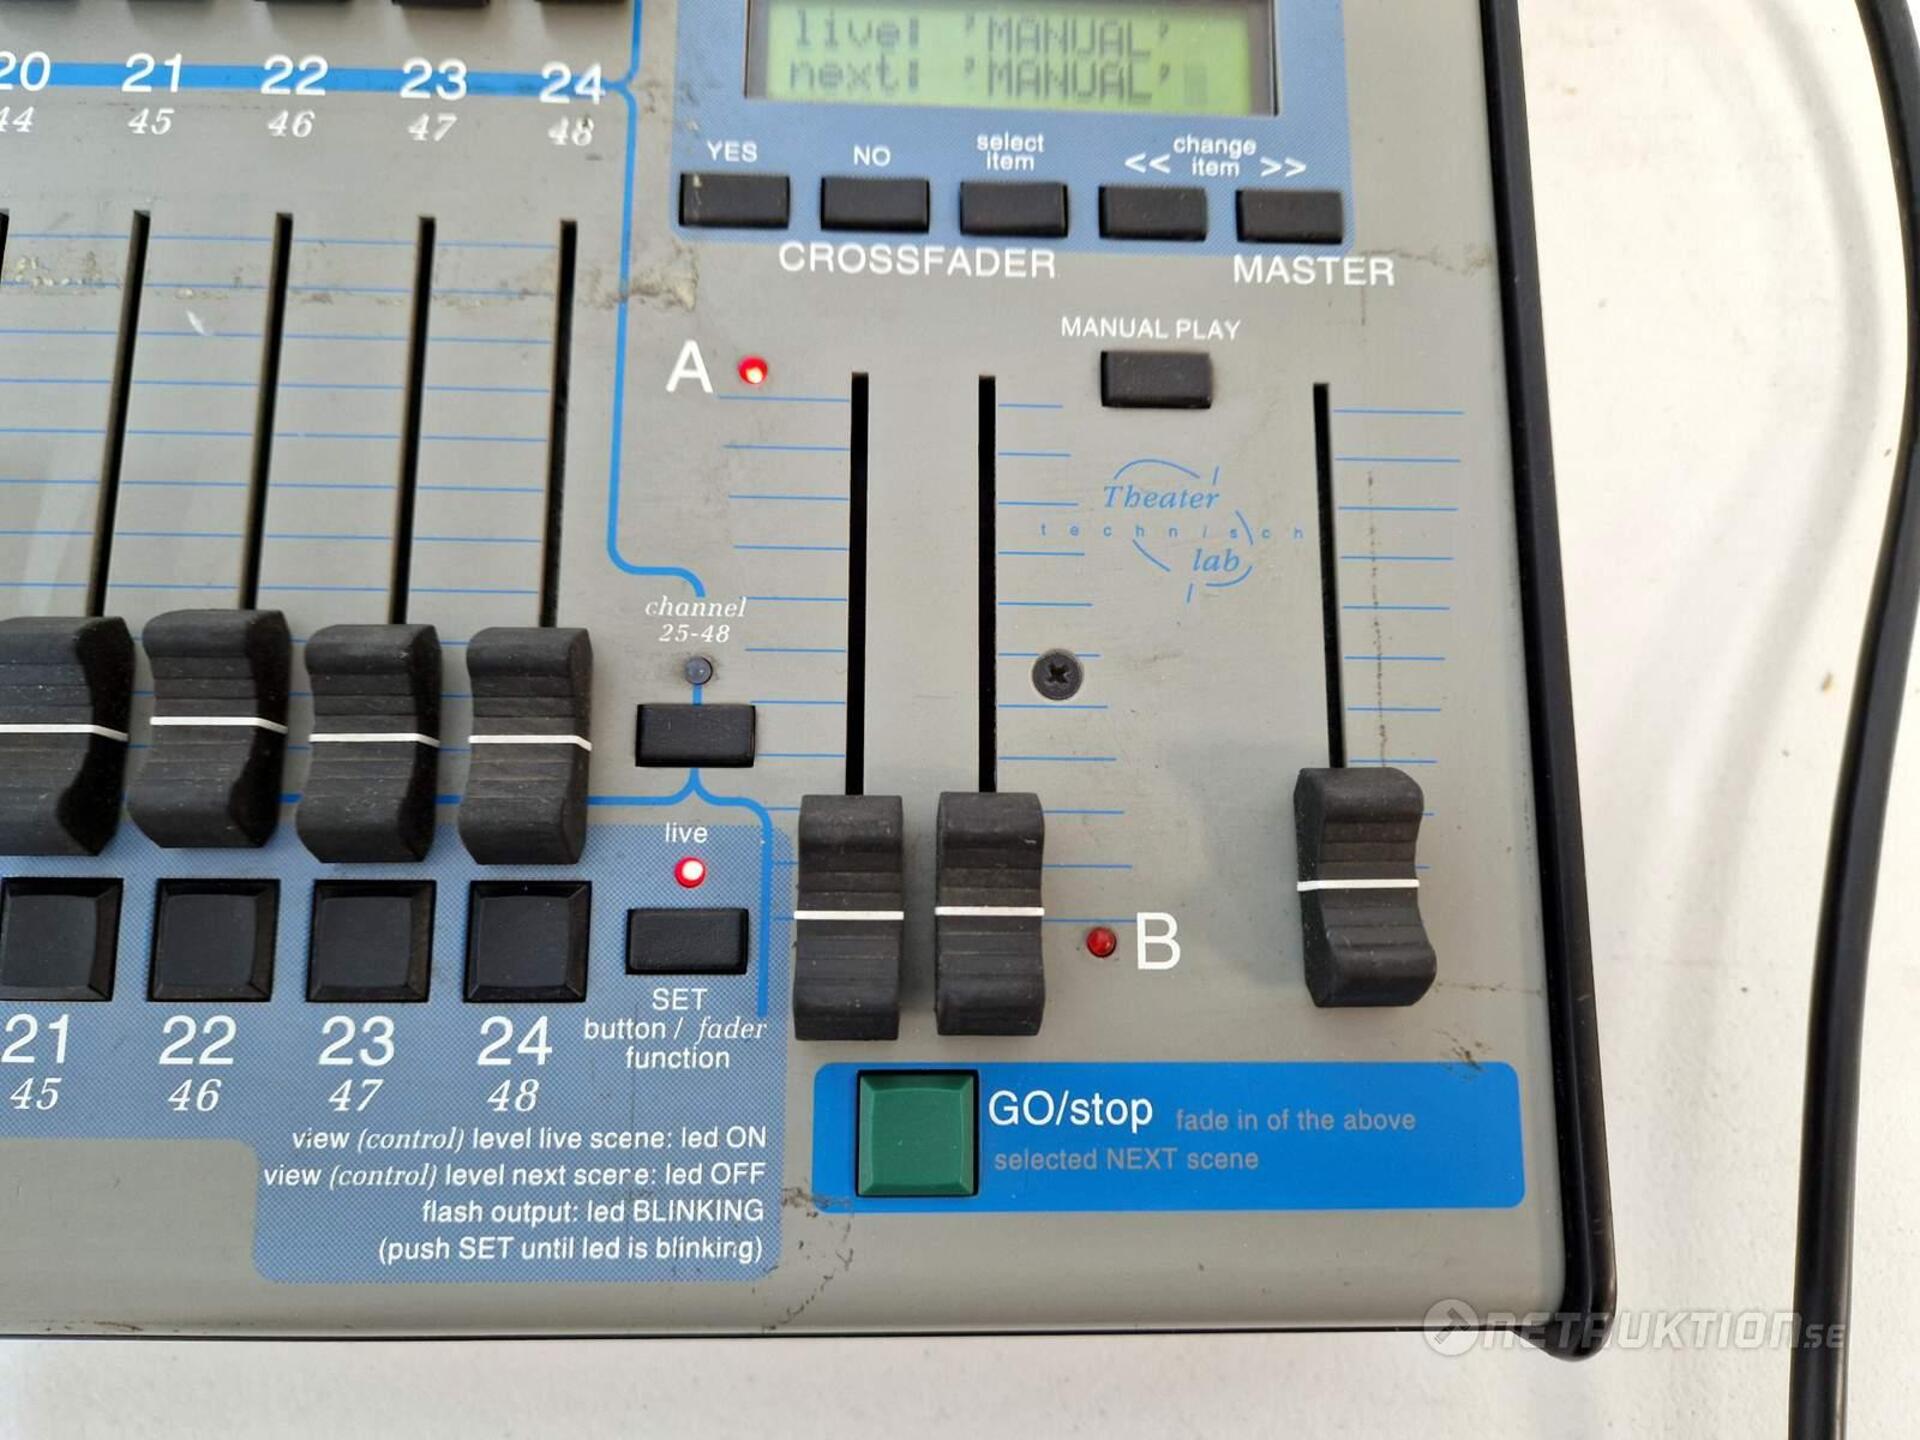 live: 'MANUAL'
next: 'MANUAL'
20 21 22 23 24
44 45 46 47 48
YES NO select item << change item >>
CROSSFADER MASTER
MANUAL PLAY
A
Theater
technisch
lab
channel
25-48
live
B
SET
button / fader
function
21 22 23 24
45 46 47 48
view (control) level live scene: led ON
view (control) level next scene: led OFF
flash output: led BLINKING
(push SET until led is blinking)
GO/stop fade in of the above
selected NEXT scene
NETAUKTION.SE